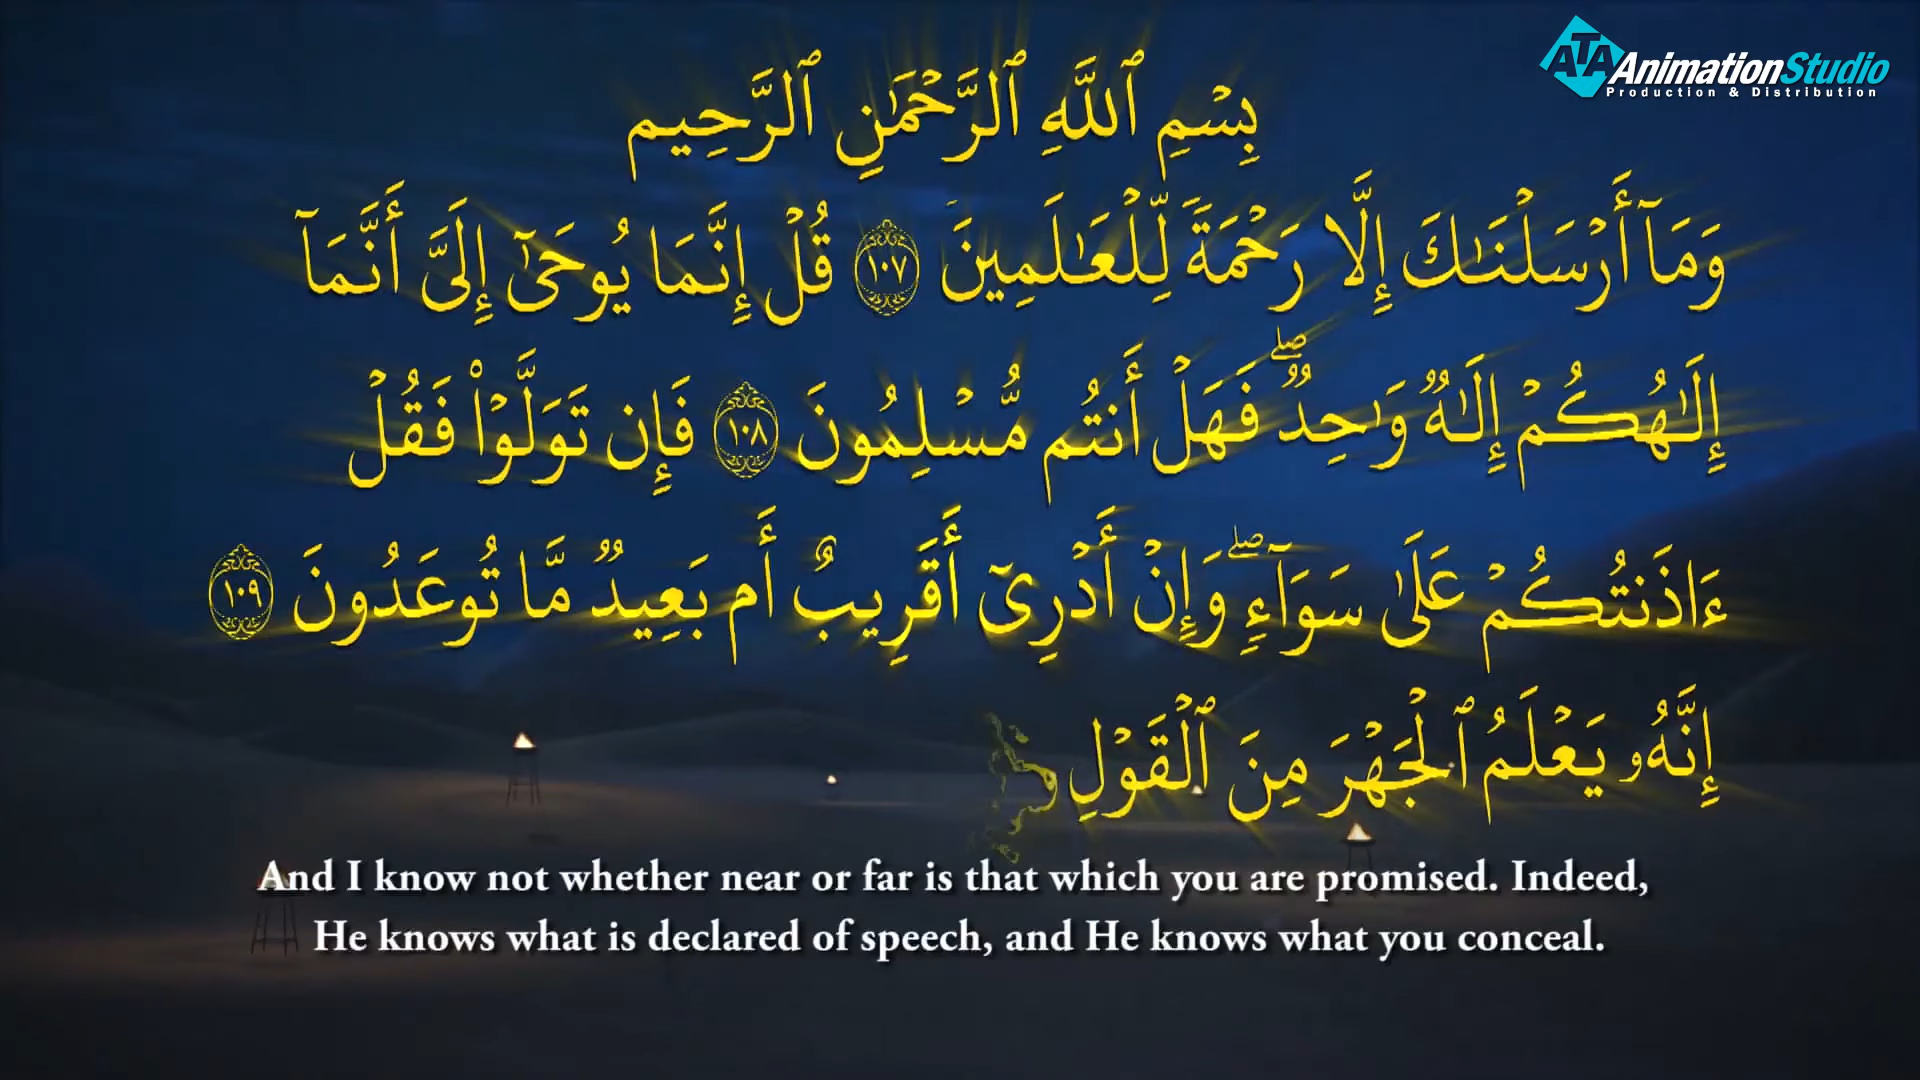 ATA AnimationStudio
Production & Distribution
بِسْمِ ٱللَّهِ ٱلرَّحْمَٰنِ ٱلرَّحِيم
وَمَآ أَرْسَلْنَٰكَ إِلَّا رَحْمَةً لِّلْعَٰلَمِينَ ١٠٧ قُلْ إِنَّمَا يُوحَىٰٓ إِلَىَّ أَنَّمَآ
إِلَٰهُكُمْ إِلَٰهٌ وَٰحِدٌ ۖ فَهَلْ أَنتُم مُّسْلِمُونَ ١٠٨ فَإِن تَوَلَّوْا۟ فَقُلْ
ءَاذَنتُكُمْ عَلَىٰ سَوَآءٍ ۖ وَإِنْ أَدْرِىٓ أَقَرِيبٌ أَم بَعِيدٌ مَّا تُوعَدُونَ ١٠٩
إِنَّهُۥ يَعْلَمُ ٱلْجَهْرَ مِنَ ٱلْقَوْلِ
And I know not whether near or far is that which you are promised. Indeed,
He knows what is declared of speech, and He knows what you conceal.